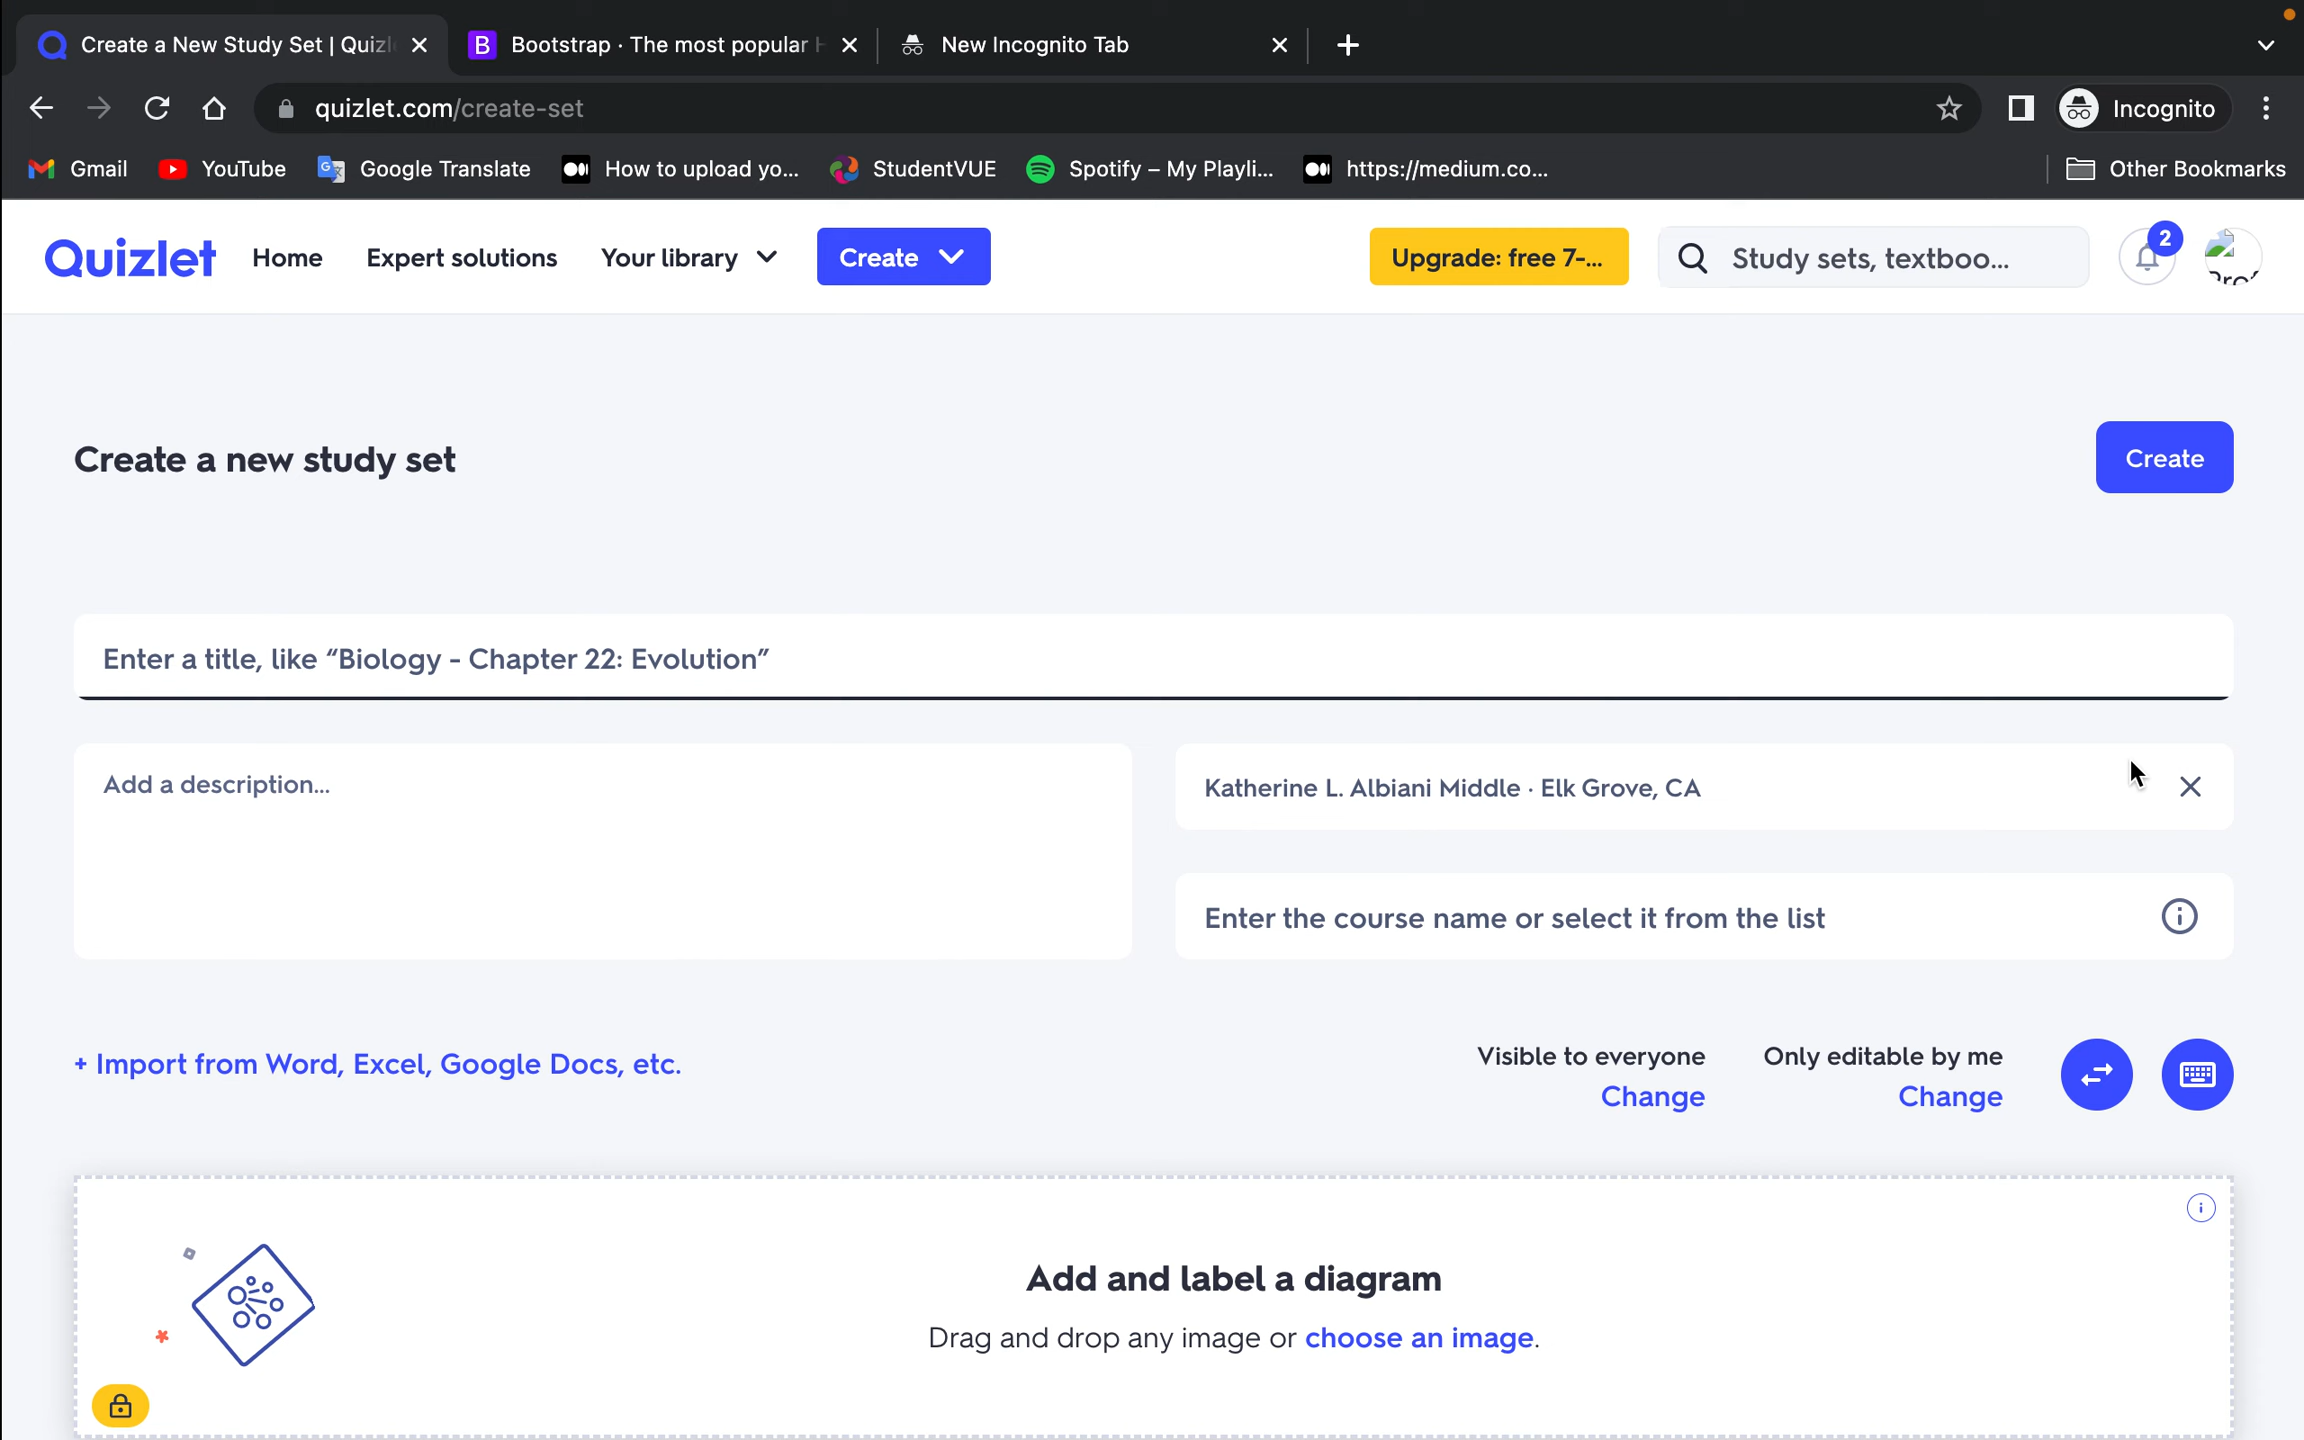 Create a New Study Set | Quizl
Bootstrap · The most popular H
New Incognito Tab
quizlet.com/create-set
Incognito
Gmail
YouTube
Google Translate
How to upload yo...
StudentVUE
Spotify – My Playli...
https://medium.co...
Other Bookmarks
Quizlet
Home
Expert solutions
Your library
Create
Upgrade: free 7-...
Study sets, textboo...
2
Create a new study set
Create
Enter a title, like “Biology - Chapter 22: Evolution”
Add a description...
Katherine L. Albiani Middle · Elk Grove, CA
Enter the course name or select it from the list
+ Import from Word, Excel, Google Docs, etc.
Visible to everyone
Change
Only editable by me
Change
Add and label a diagram
Drag and drop any image or choose an image.